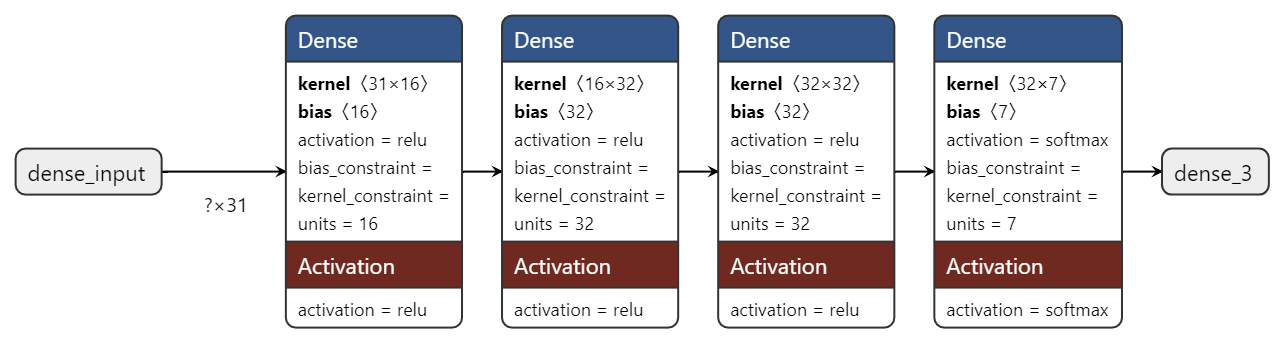 dense_input
?×31
Dense
kernel〈31×16〉
bias〈16〉
activation = relu
bias_constraint =
kernel_constraint =
units = 16
Activation
activation = relu
Dense
kernel〈16×32〉
bias〈32〉
activation = relu
bias_constraint =
kernel_constraint =
units = 32
Activation
activation = relu
Dense
kernel〈32×32〉
bias〈32〉
activation = relu
bias_constraint =
kernel_constraint =
units = 32
Activation
activation = relu
Dense
kernel〈32×7〉
bias〈7〉
activation = softmax
bias_constraint =
kernel_constraint =
units = 7
Activation
activation = softmax
dense_3